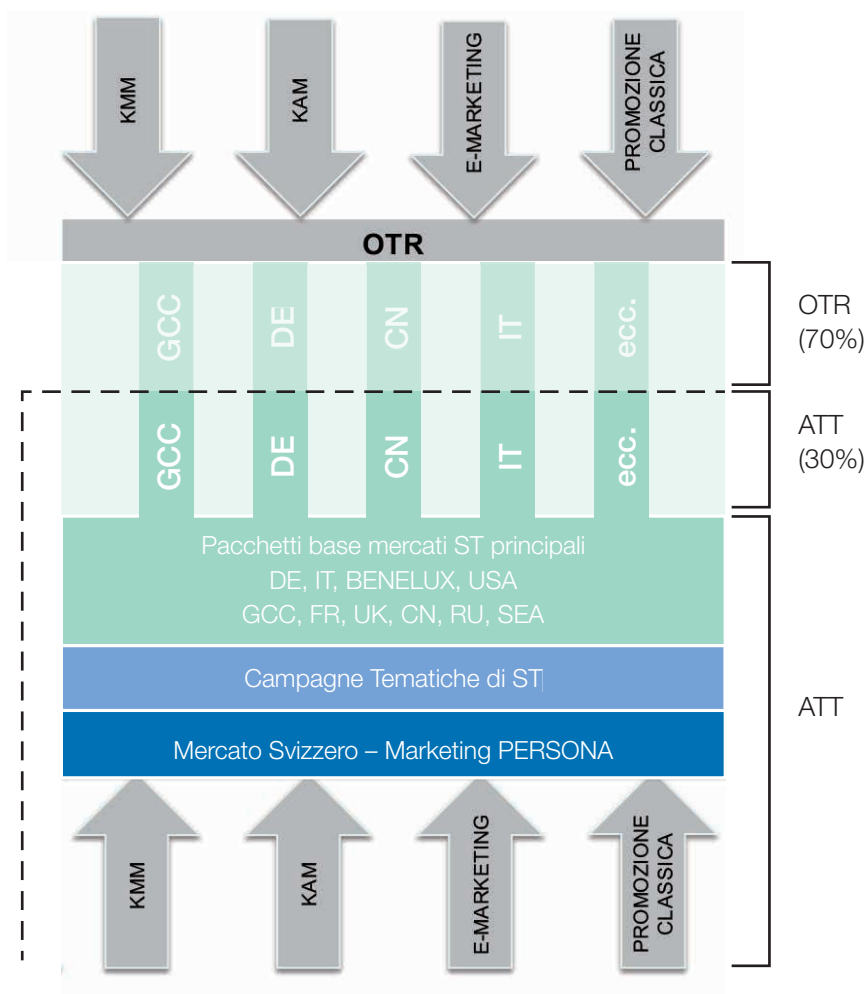 KMM
KAM
E-MARKETING
PROMOZIONE
CLASSICA
OTR
GCC
DE
CN
IT
ecc.
OTR
(70%)
GCC
DE
CN
IT
ecc.
ATT
(30%)
Pacchetti base mercati ST principali
DE, IT, BENELUX, USA
GCC, FR, UK, CN, RU, SEA
Campagne Tematiche di ST
ATT
Mercato Svizzero – Marketing PERSONA
KMM
KAM
E-MARKETING
PROMOZIONE
CLASSICA